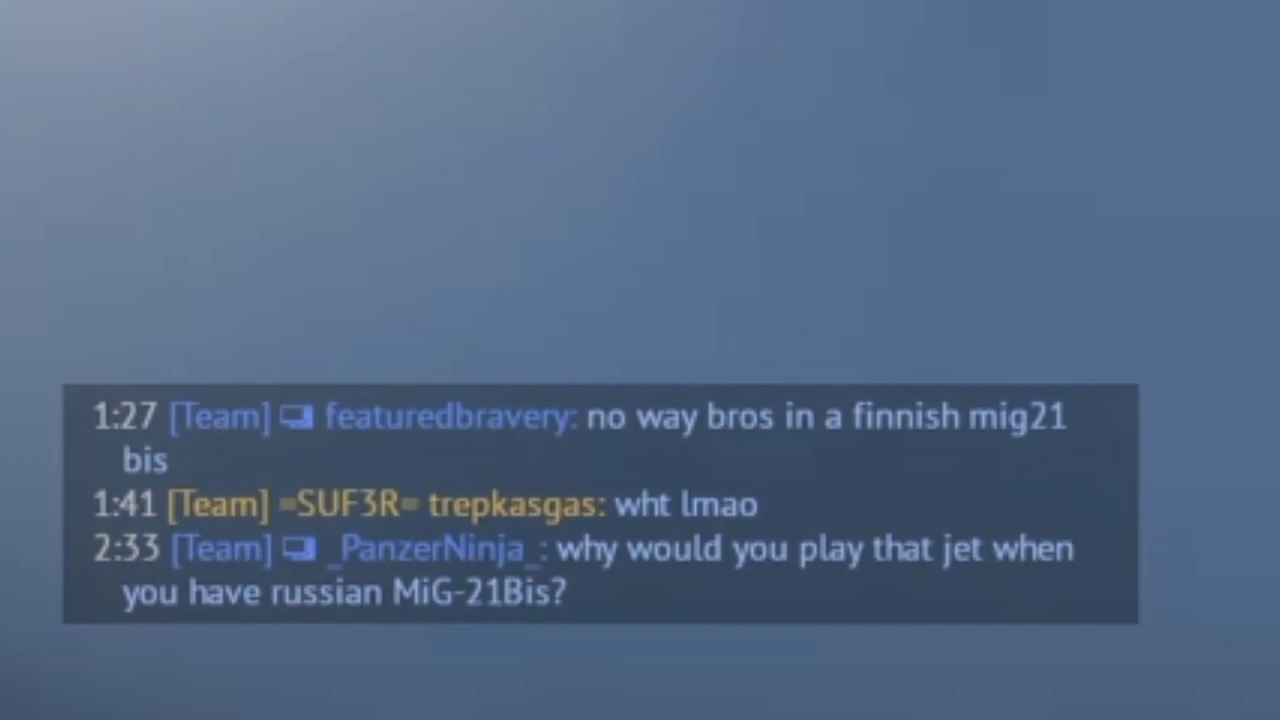 1:27 [Team] featuredbravery: no way bros in a finnish mig21
bis
1:41 [Team] =SUF3R= trepkasgas: wht lmao
2:33 [Team] _PanzerNinja_: why would you play that jet when
you have russian MiG-21Bis?